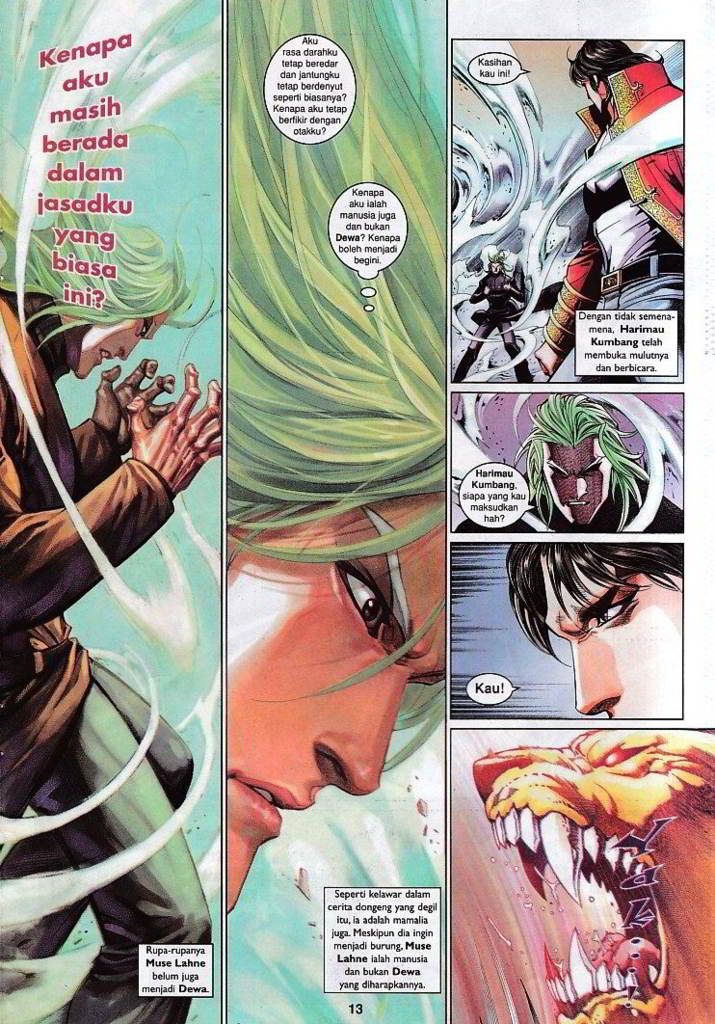 Kenapa
aku
masih
berada
dalam
jasadku
yang
biasa
ini?
Rupa-rupanya
Muse Lahne
belum juga
menjadi Dewa.
Aku
rasa darahku
tetap beredar
dan jantungku
tetap berdenyut
seperti biasanya?
Kenapa aku tetap
berfikir dengan
otakku?
Kenapa
aku ialah
manusia juga
dan bukan
Dewa? Kenapa
boleh menjadi
begini.
Seperti kelawar dalam
cerita dongeng yang degil
itu, ia adalah mamalia
juga. Meskipun dia ingin
menjadi burung, Muse
Lahne ialah manusia
dan bukan Dewa
yang diharapkannya.
Kasihan
kau ini!
Dengan tidak semena-
mena, Harimau
Kumbang telah
membuka mulutnya
dan berbicara.
Harimau
Kumbang,
siapa yang kau
maksudkan
hah?
Kau!
Yak...!
13